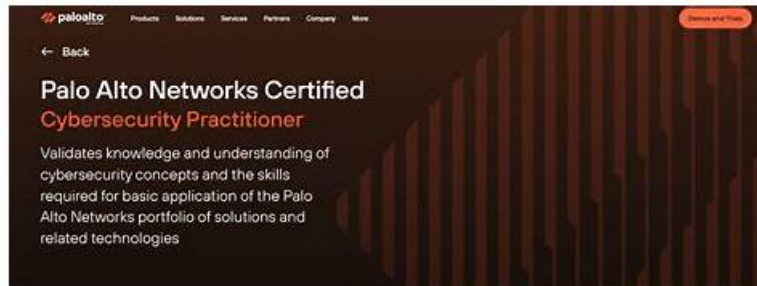 paloalto
Products Solutions Services Partners Company More
Demos and Trials
← Back
Palo Alto Networks Certified
Cybersecurity Practitioner
Validates knowledge and understanding of
cybersecurity concepts and the skills
required for basic application of the Palo
Alto Networks portfolio of solutions and
related technologies